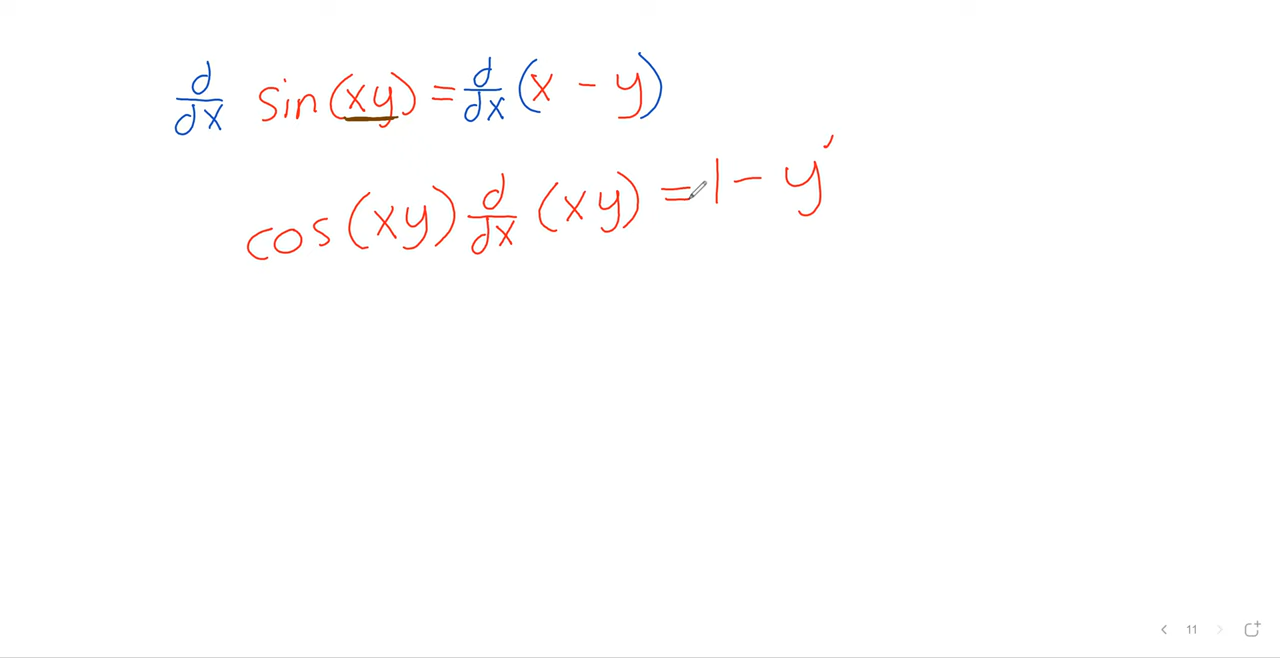 d/dx sin(xy) = d/dx (x - y)
cos(xy) d/dx (xy) = 1 - y'
11